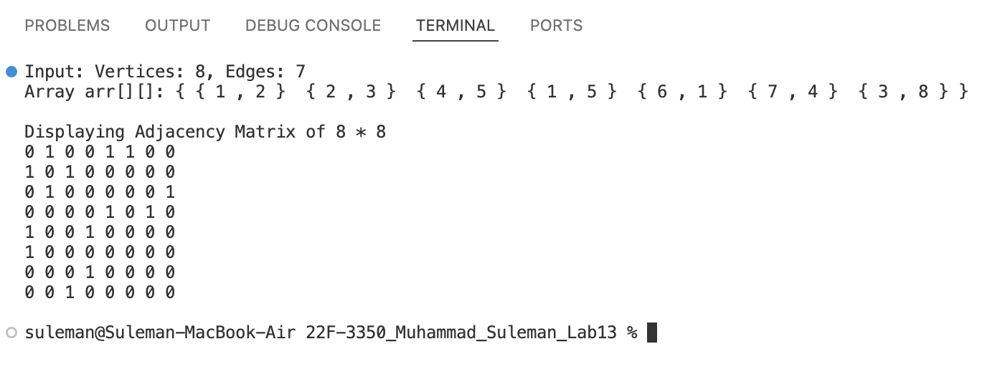 PROBLEMS OUTPUT DEBUG CONSOLE TERMINAL PORTS
Input: Vertices: 8, Edges: 7
Array arr[][]: { { 1 , 2 }  { 2 , 3 }  { 4 , 5 }  { 1 , 5 }  { 6 , 1 }  { 7 , 4 }  { 3 , 8 } }
Displaying Adjacency Matrix of 8 * 8
0 1 0 0 1 1 0 0
1 0 1 0 0 0 0 0
0 1 0 0 0 0 0 1
0 0 0 0 1 0 1 0
1 0 0 1 0 0 0 0
1 0 0 0 0 0 0 0
0 0 0 1 0 0 0 0
0 0 1 0 0 0 0 0
suleman@Suleman-MacBook-Air 22F-3350_Muhammad_Suleman_Lab13 %